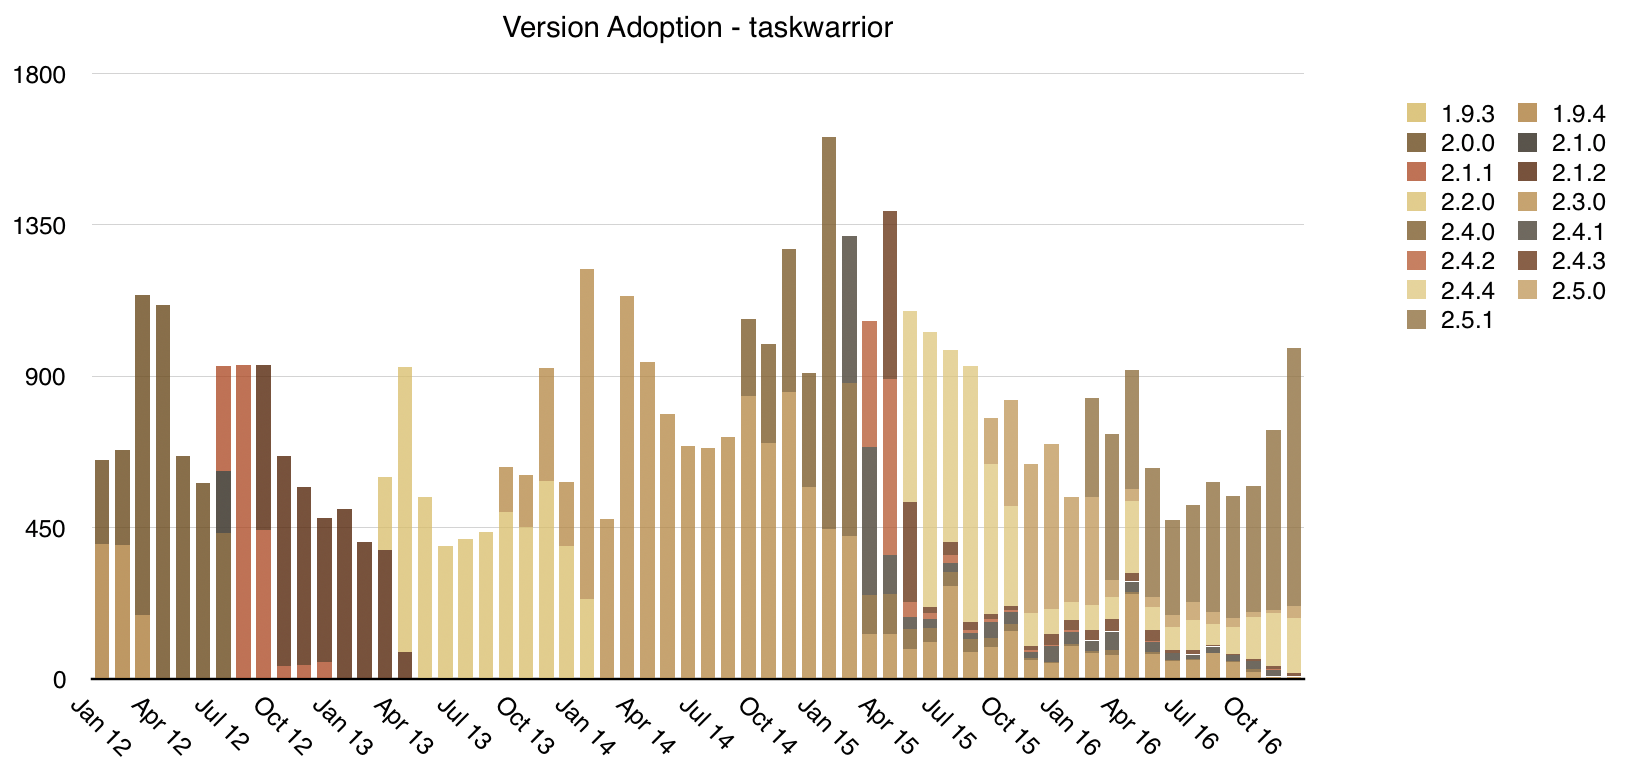 Version Adoption - taskwarrior
1800
1350
900
450
0
Jan 12
Apr 12
Jul 12
Oct 12
Jan 13
Apr 13
Jul 13
Oct 13
Jan 14
Apr 14
Jul 14
Oct 14
Jan 15
Apr 15
Jul 15
Oct 15
Jan 16
Apr 16
Jul 16
Oct 16
1.9.3 1.9.4
2.0.0 2.1.0
2.1.1 2.1.2
2.2.0 2.3.0
2.4.0 2.4.1
2.4.2 2.4.3
2.4.4 2.5.0
2.5.1